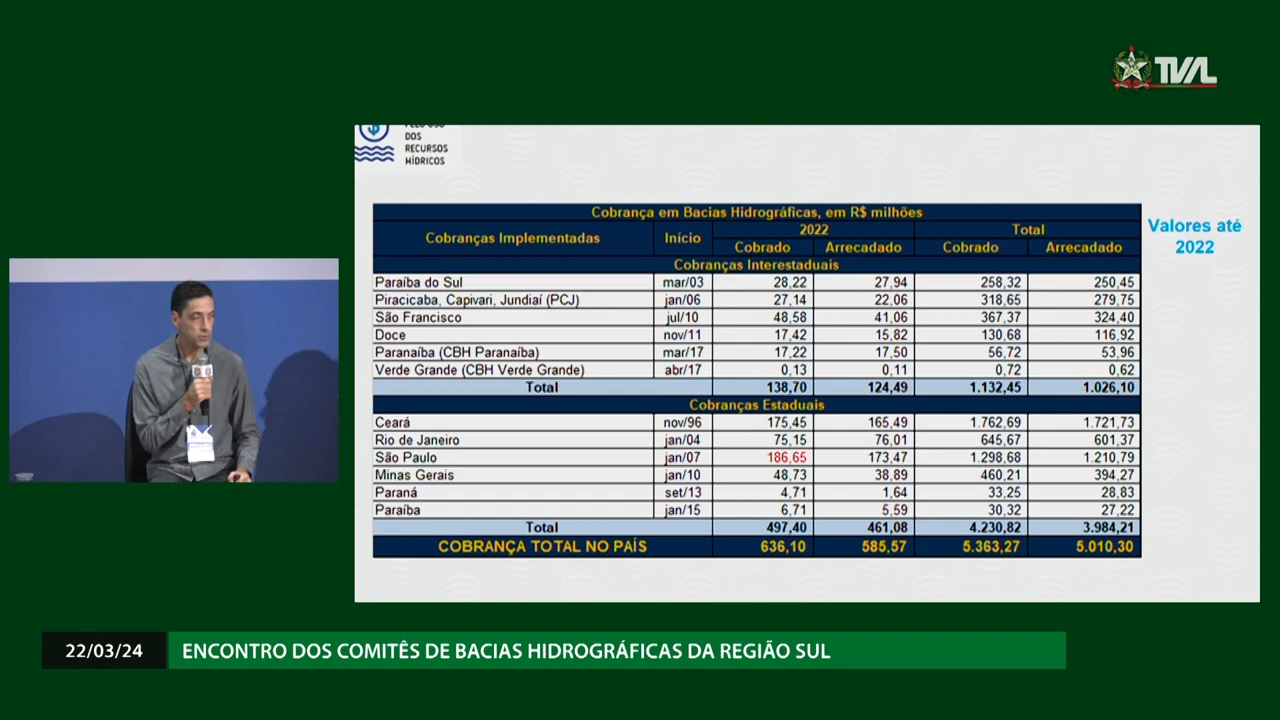 TVAL
DOS
RECURSOS
HÍDRICOS
Cobrança em Bacias Hidrográficas, em R$ milhões
Valores até
2022
Cobranças Implementadas Início 2022 Total
Cobrado Arrecadado Cobrado Arrecadado
Cobranças Interestaduais
Paraíba do Sul mar/03 28,22 27,94 258,32 250,45
Piracicaba, Capivari, Jundiaí (PCJ) jan/06 27,14 22,06 318,65 279,75
São Francisco jul/10 48,58 41,06 367,37 324,40
Doce nov/11 17,42 15,82 130,68 116,92
Paranaíba (CBH Paranaíba) mar/17 17,22 17,50 56,72 53,96
Verde Grande (CBH Verde Grande) abr/17 0,13 0,11 0,72 0,62
Total 138,70 124,49 1.132,45 1.026,10
Cobranças Estaduais
Ceará nov/96 175,45 165,49 1.762,69 1.721,73
Rio de Janeiro jan/04 75,15 76,01 645,67 601,37
São Paulo jan/07 186,65 173,47 1.298,68 1.210,79
Minas Gerais jan/10 48,73 38,89 460,21 394,27
Paraná set/13 4,71 1,64 33,25 28,83
Paraíba jan/15 6,71 5,59 30,32 27,22
Total 497,40 461,08 4.230,82 3.984,21
COBRANÇA TOTAL NO PAÍS 636,10 585,57 5.363,27 5.010,30
22/03/24 ENCONTRO DOS COMITÊS DE BACIAS HIDROGRÁFICAS DA REGIÃO SUL